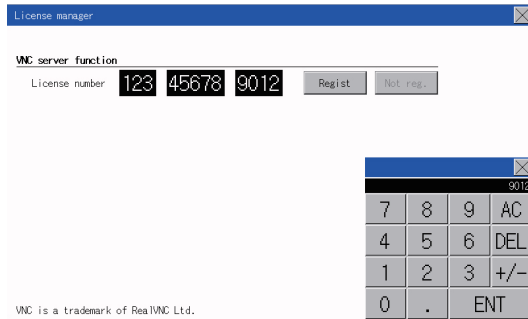 License manager
VNC server function
License number 123 45678 9012 Regist Not reg.
9012
7 8 9 AC
4 5 6 DEL
1 2 3 +/-
0 . ENT
VNC is a trademark of RealVNC Ltd.